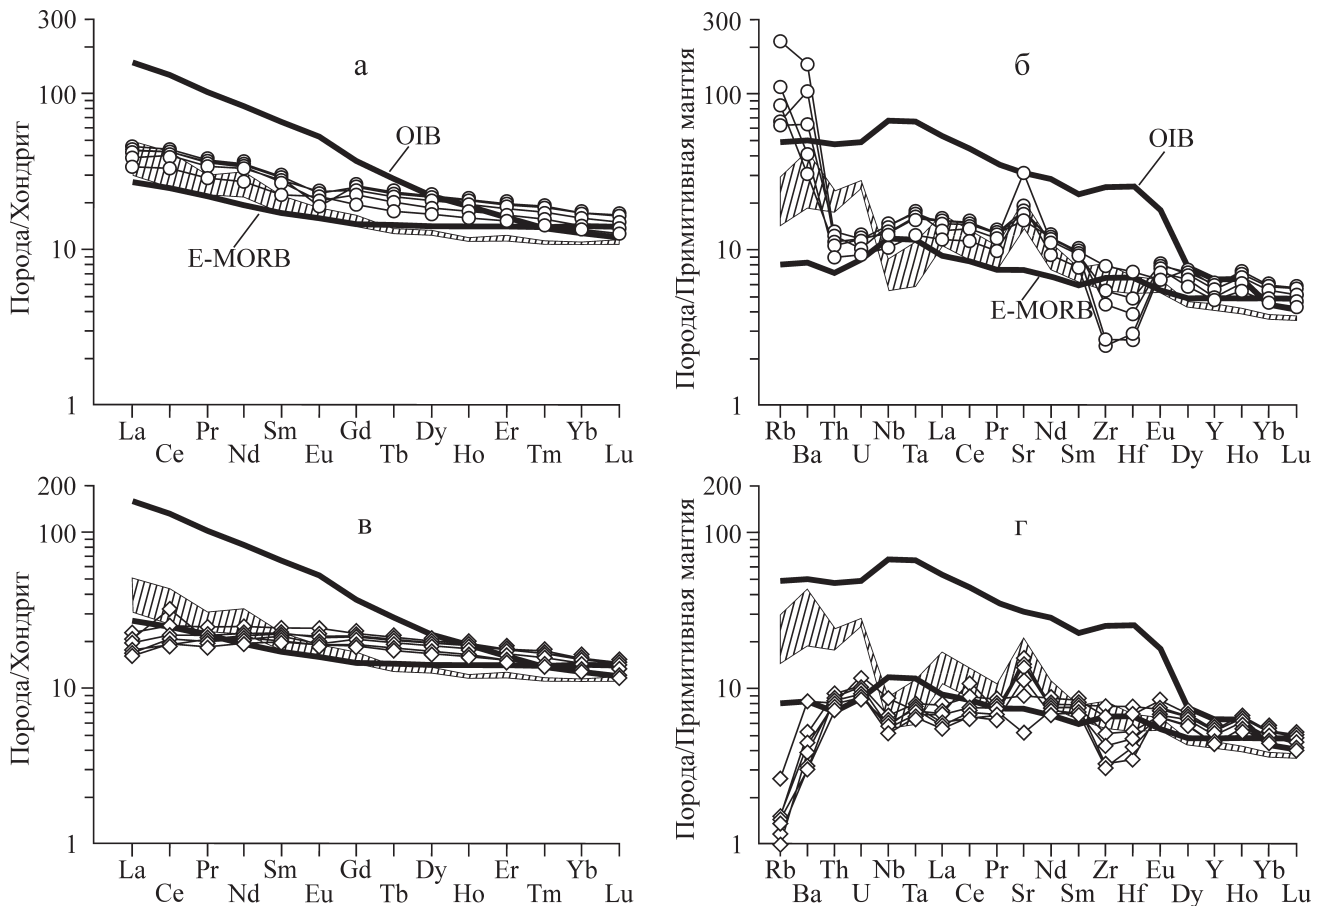 а
Порода/Хондрит
300
100
10
1
OIB
E-MORB
La Pr Sm Gd Dy Er Yb
Ce Nd Eu Tb Ho Tm Lu
б
Порода/Примитивная мантия
300
100
10
1
OIB
E-MORB
Rb Th Nb La Pr Nd Zr Eu Y Yb
Ba U Ta Ce Sr Sm Hf Dy Ho Lu
в
Порода/Хондрит
200
100
10
1
La Pr Sm Gd Dy Er Yb
Ce Nd Eu Tb Ho Tm Lu
г
Порода/Примитивная мантия
200
100
10
1
Rb Th Nb La Pr Nd Zr Eu Y Yb
Ba U Ta Ce Sr Sm Hf Dy Ho Lu